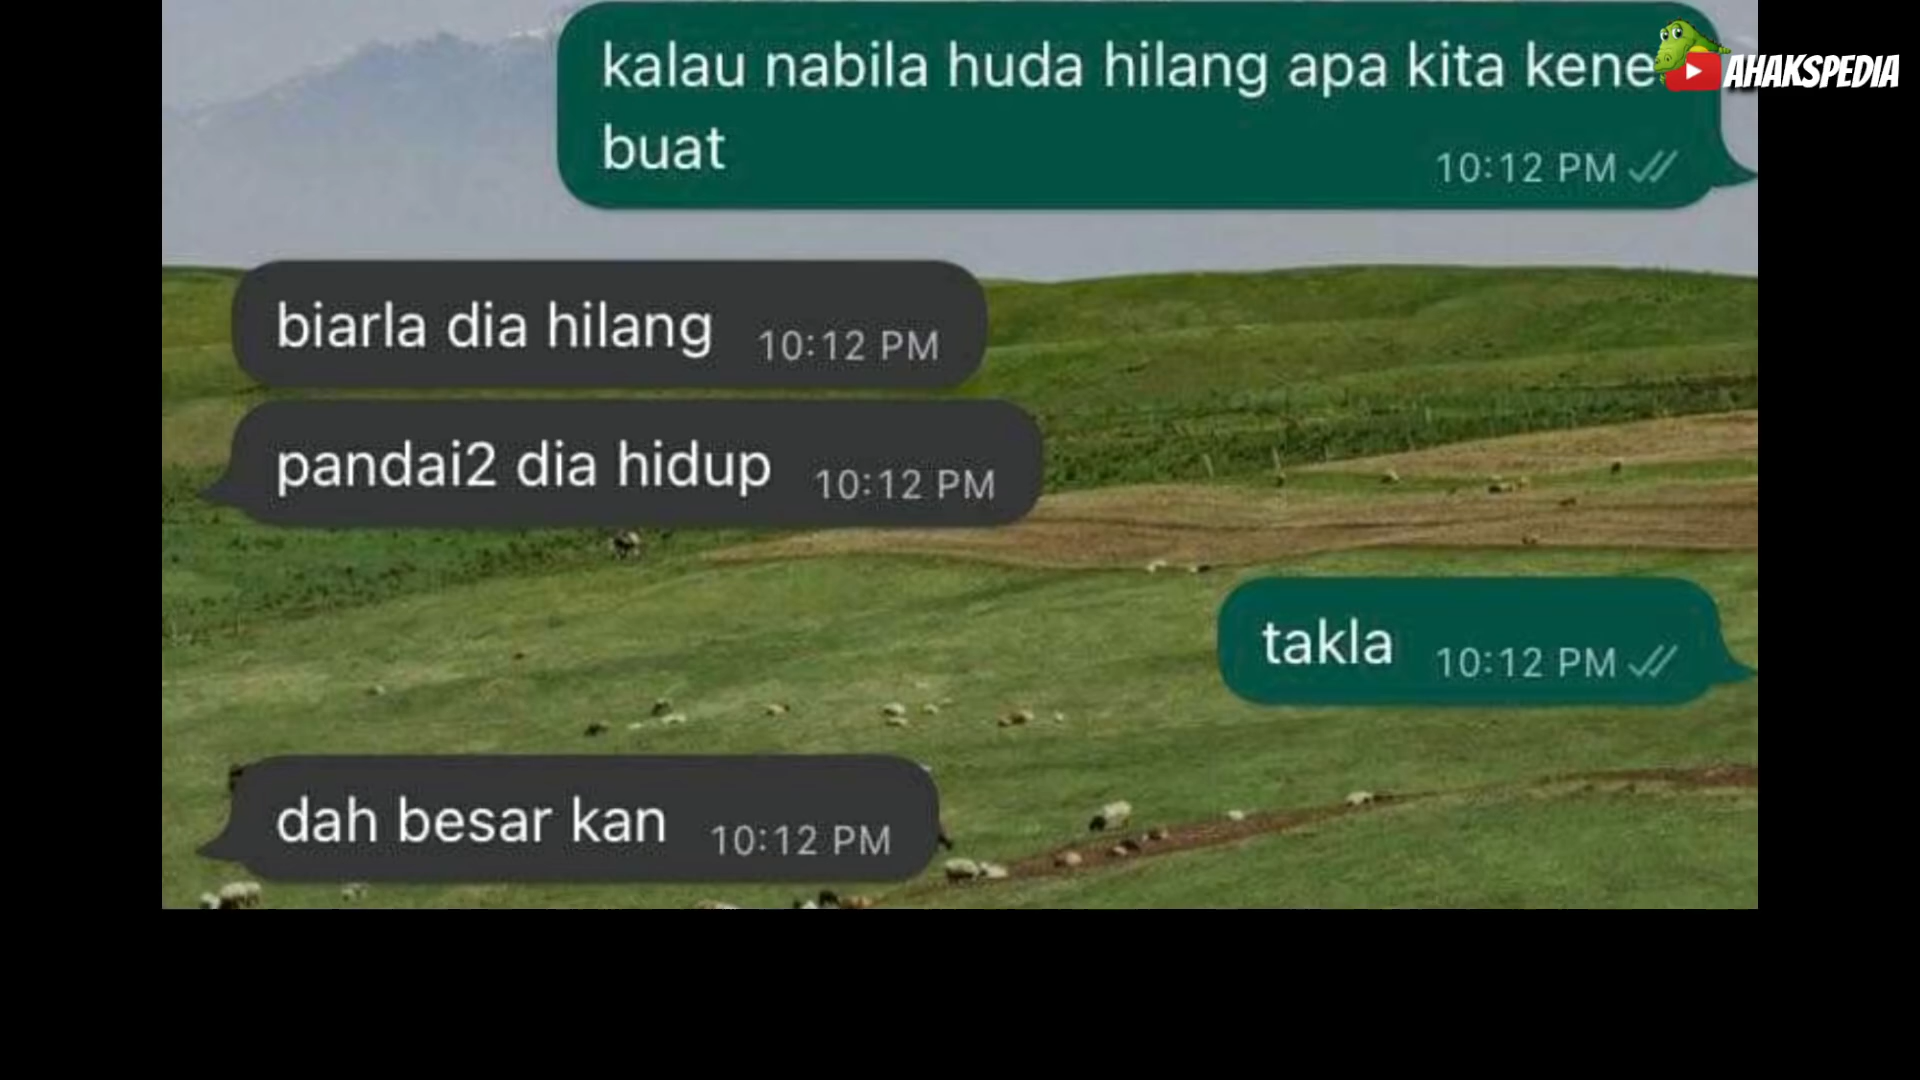 kalau nabila huda hilang apa kita kene
AHAKSPEDIA
buat
10:12 PM
biarla dia hilang 10:12 PM
pandai2 dia hidup 10:12 PM
takla 10:12 PM
dah besar kan 10:12 PM